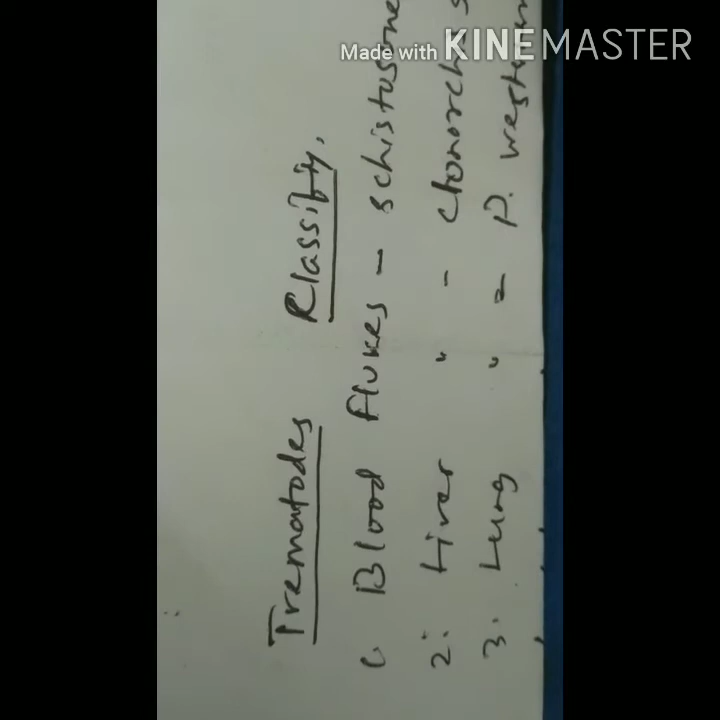 Made with KINEMASTER
Trematodes Classify,
1. Blood flukes - schistosome
2. Liver " - clonorchis
3. Lung " = P. western